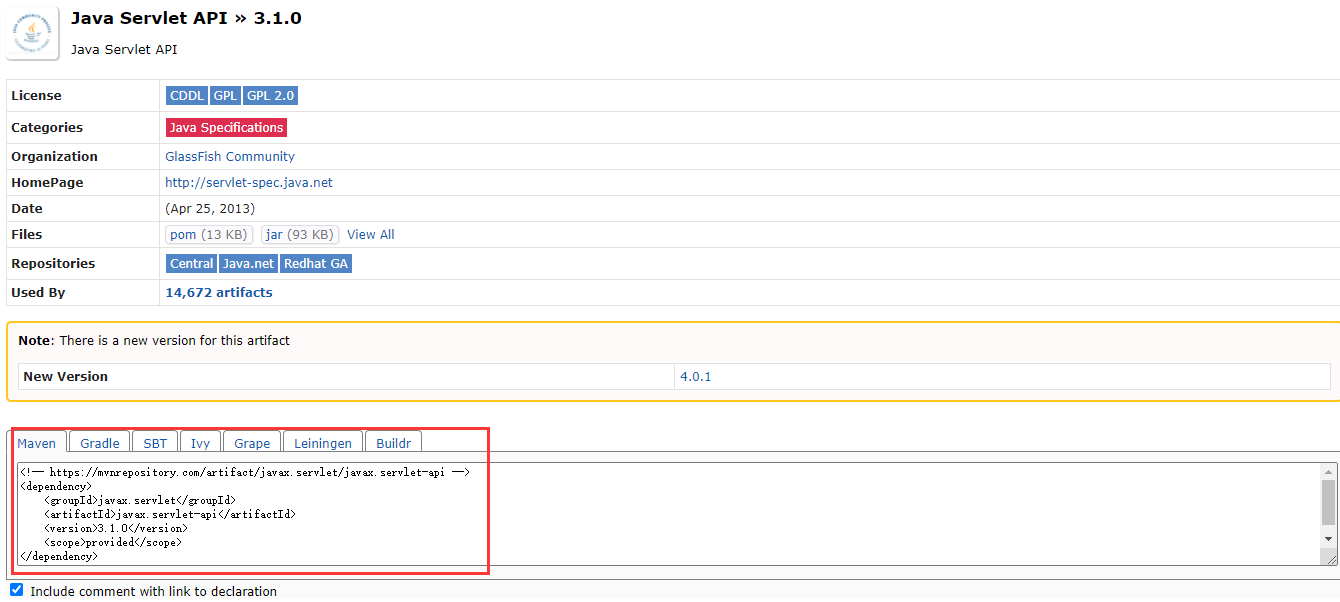 Java Servlet API » 3.1.0
Java Servlet API
License CDDL GPL GPL 2.0
Categories Java Specifications
Organization GlassFish Community
HomePage http://servlet-spec.java.net
Date (Apr 25, 2013)
Files pom (13 KB) jar (93 KB) View All
Repositories Central Java.net Redhat GA
Used By 14,672 artifacts
Note: There is a new version for this artifact
New Version 4.0.1
Maven Gradle SBT Ivy Grape Leiningen Buildr
<!-- https://mvnrepository.com/artifact/javax.servlet/javax.servlet-api -->
<dependency>
    <groupId>javax.servlet</groupId>
    <artifactId>javax.servlet-api</artifactId>
    <version>3.1.0</version>
    <scope>provided</scope>
</dependency>
Include comment with link to declaration